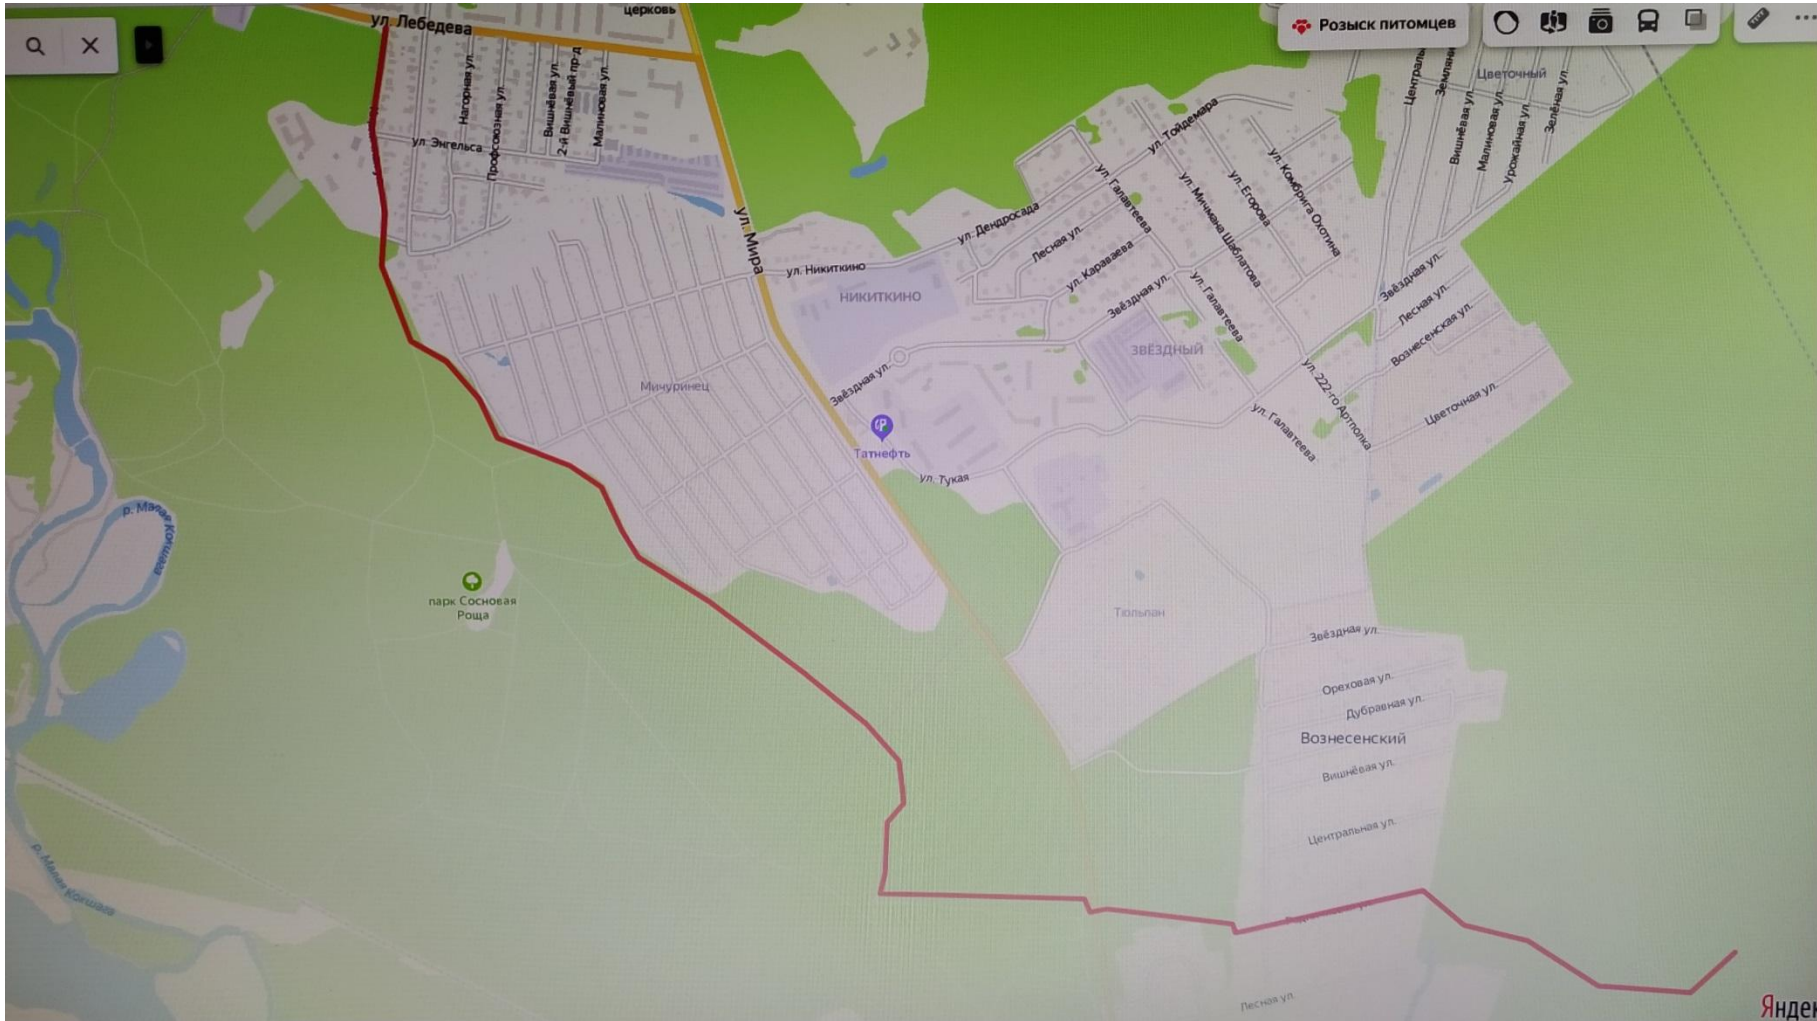 ул. Лебедева
церковь
Розыск питомцев
Нагорная ул.
Профсоюзная ул.
Вишнёвая ул.
2-й Вишнёвый пр-д
Малиновая ул.
ул. Энгельса
Цветочный
Вишнёвая ул.
Малиновая ул.
Урожайная ул.
Зелёная ул.
ул. Тойдемара
ул. Галавтеева
ул. Мичмана Шаблатова
ул. Егорова
ул. Комбрига Охотина
ул. Дендросада
Лесная ул.
ул. Караваева
ул. Мира
ул. Никиткино
НИКИТКИНО
Звёздная ул.
ул. Галавтеева
Звёздная ул.
Лесная ул.
Вознесенская ул.
ЗВЁЗДНЫЙ
Мичуринец
Звёздная ул.
ул. 222-го Артполка
Цветочная ул.
ул. Галавтеева
Татнефть
ул. Тукая
р. Малая Кокшага
парк Сосновая
Роща
Тюльпан
Звёздная ул.
Ореховая ул.
Дубравная ул.
Вознесенский
Вишнёвая ул.
Центральная ул.
р. Малая Кокшага
Лесная ул.